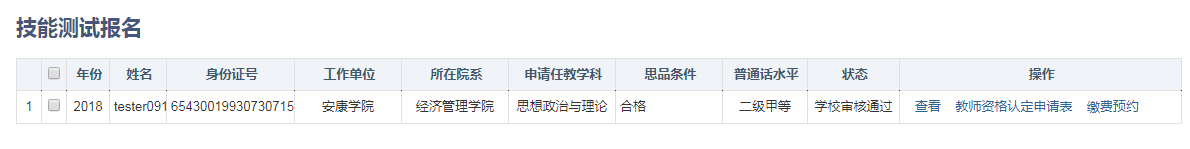 技能测试报名
年份 姓名 身份证号 工作单位 所在院系 申请任教学科 思品条件 普通话水平 状态 操作
1 2018 tester091 65430019930730715 安康学院 经济管理学院 思想政治与理论 合格 二级甲等 学校审核通过 查看 教师资格认定申请表 缴费预约